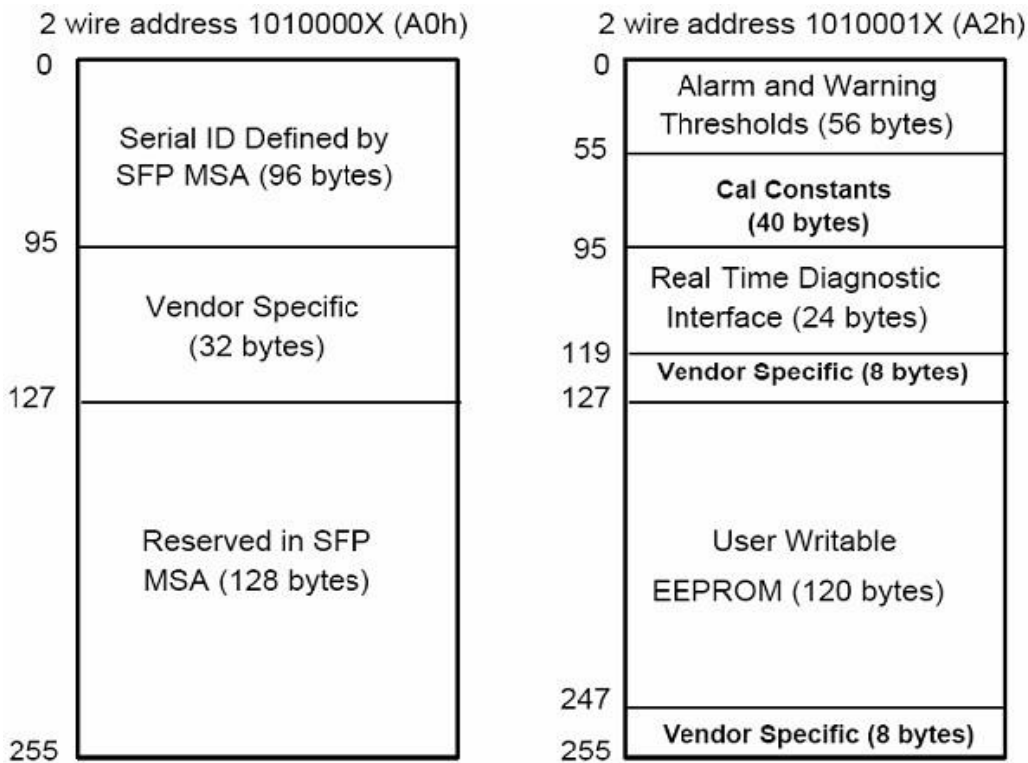 2 wire address 1010000X (A0h)
0
Serial ID Defined by
SFP MSA (96 bytes)
95
Vendor Specific
(32 bytes)
127
Reserved in SFP
MSA (128 bytes)
255
2 wire address 1010001X (A2h)
0
Alarm and Warning
Thresholds (56 bytes)
55
Cal Constants
(40 bytes)
95
Real Time Diagnostic
Interface (24 bytes)
119
Vendor Specific (8 bytes)
127
User Writable
EEPROM (120 bytes)
247
Vendor Specific (8 bytes)
255